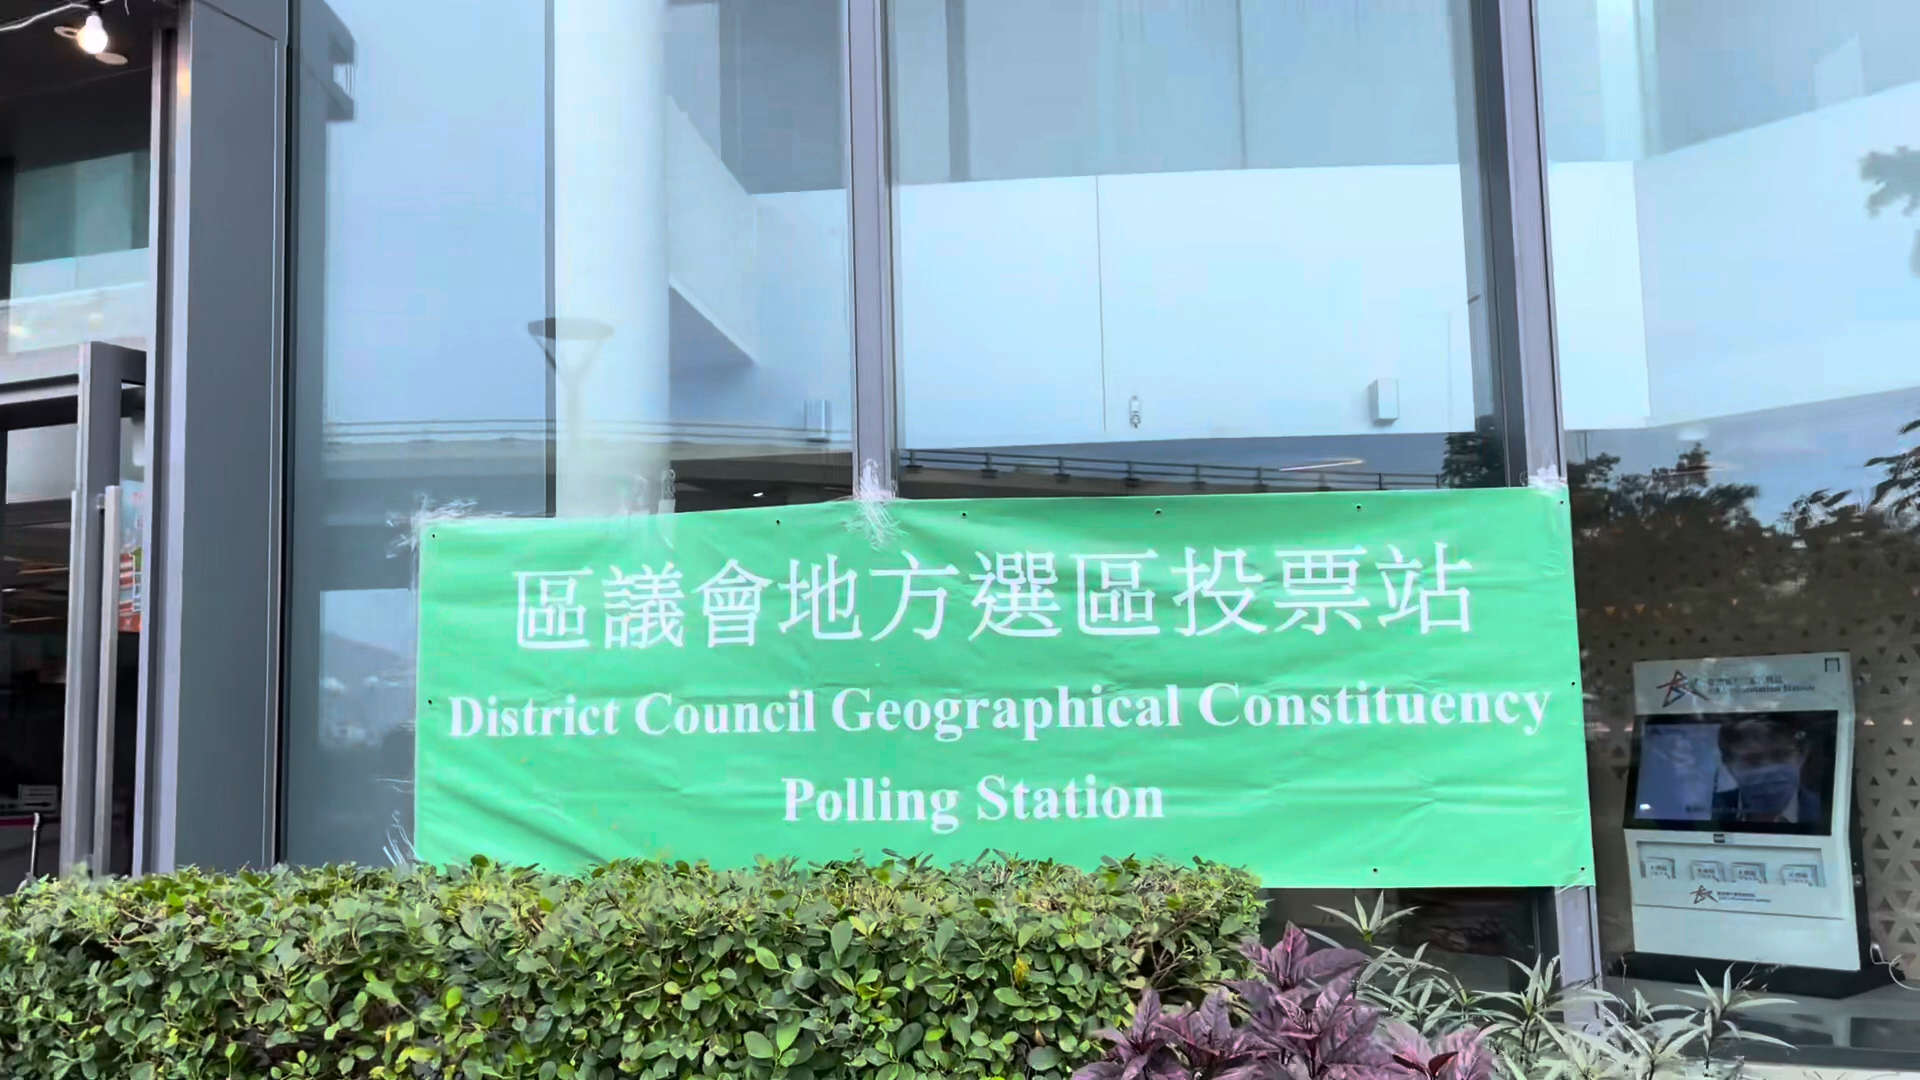 區議會地方選區投票站
District Council Geographical Constituency
Polling Station